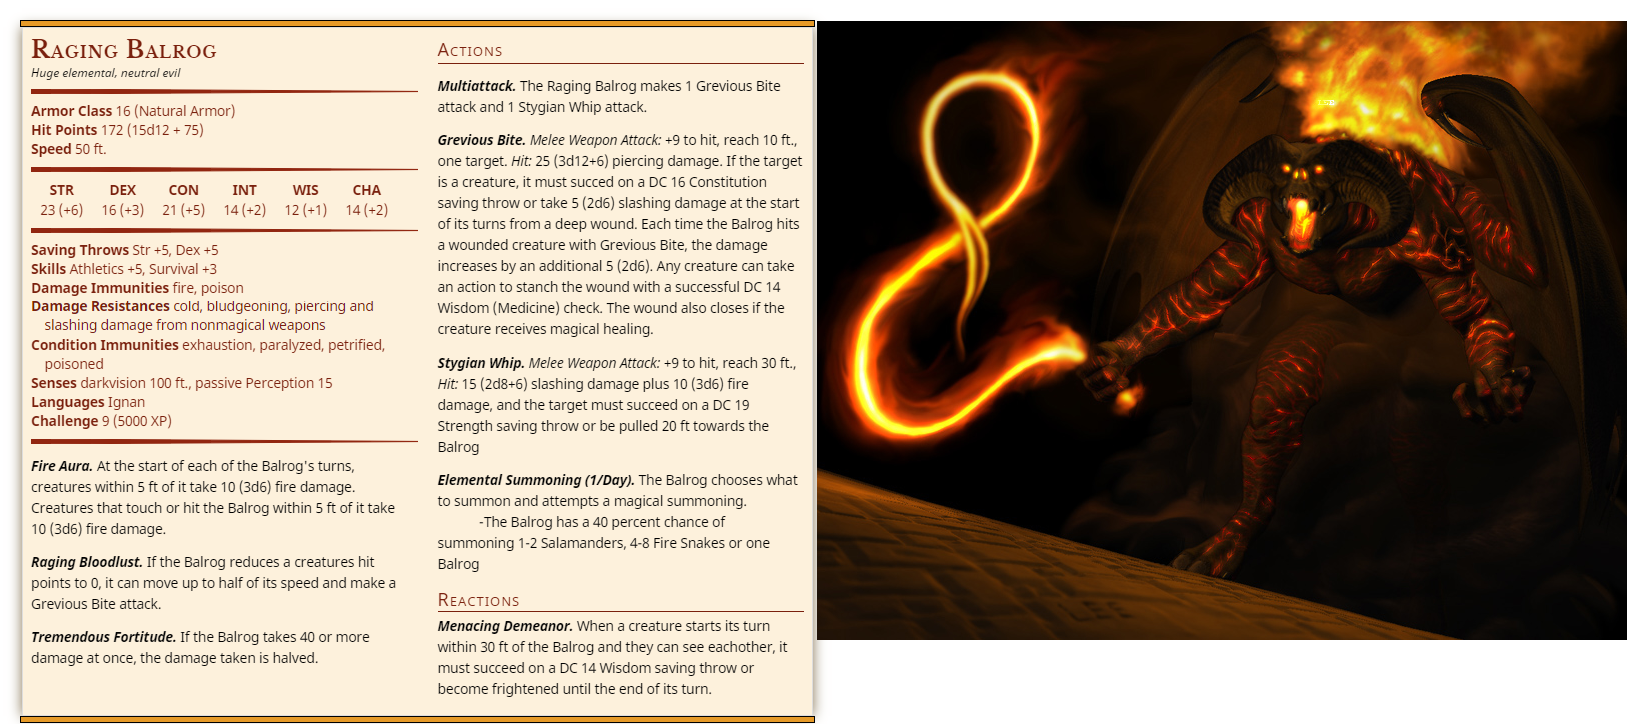 Raging Balrog
Huge elemental, neutral evil
Armor Class 16 (Natural Armor)
Hit Points 172 (15d12 + 75)
Speed 50 ft.
STR DEX CON INT WIS CHA
23 (+6) 16 (+3) 21 (+5) 14 (+2) 12 (+1) 14 (+2)
Saving Throws Str +5, Dex +5
Skills Athletics +5, Survival +3
Damage Immunities fire, poison
Damage Resistances cold, bludgeoning, piercing and
slashing damage from nonmagical weapons
Condition Immunities exhaustion, paralyzed, petrified,
poisoned
Senses darkvision 100 ft., passive Perception 15
Languages Ignan
Challenge 9 (5000 XP)
Fire Aura. At the start of each of the Balrog's turns,
creatures within 5 ft of it take 10 (3d6) fire damage.
Creatures that touch or hit the Balrog within 5 ft of it take
10 (3d6) fire damage.
Raging Bloodlust. If the Balrog reduces a creatures hit
points to 0, it can move up to half of its speed and make a
Grevious Bite attack.
Tremendous Fortitude. If the Balrog takes 40 or more
damage at once, the damage taken is halved.
Actions
Multiattack. The Raging Balrog makes 1 Grevious Bite
attack and 1 Stygian Whip attack.
Grevious Bite. Melee Weapon Attack: +9 to hit, reach 10 ft.,
one target. Hit: 25 (3d12+6) piercing damage. If the target
is a creature, it must succed on a DC 16 Constitution
saving throw or take 5 (2d6) slashing damage at the start
of its turns from a deep wound. Each time the Balrog hits
a wounded creature with Grevious Bite, the damage
increases by an additional 5 (2d6). Any creature can take
an action to stanch the wound with a successful DC 14
Wisdom (Medicine) check. The wound also closes if the
creature receives magical healing.
Stygian Whip. Melee Weapon Attack: +9 to hit, reach 30 ft.,
Hit: 15 (2d8+6) slashing damage plus 10 (3d6) fire
damage, and the target must succeed on a DC 19
Strength saving throw or be pulled 20 ft towards the
Balrog
Elemental Summoning (1/Day). The Balrog chooses what
to summon and attempts a magical summoning.
-The Balrog has a 40 percent chance of
summoning 1-2 Salamanders, 4-8 Fire Snakes or one
Balrog
Reactions
Menacing Demeanor. When a creature starts its turn
within 30 ft of the Balrog and they can see eachother, it
must succeed on a DC 14 Wisdom saving throw or
become frightened until the end of its turn.